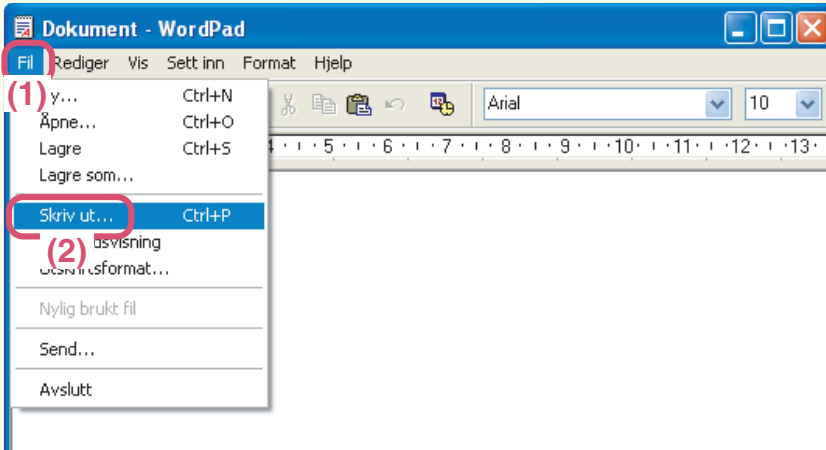 Dokument - WordPad
Fil Rediger Vis Sett inn Format Hjelp
(1)
Ctrl+N
Arial 10
Åpne... Ctrl+O
Lagre Ctrl+S
4 5 6 7 8 9 10 11 12 13
Lagre som...
Skriv ut... Ctrl+P
(2)
Nylig brukt fil
Send...
Avslutt